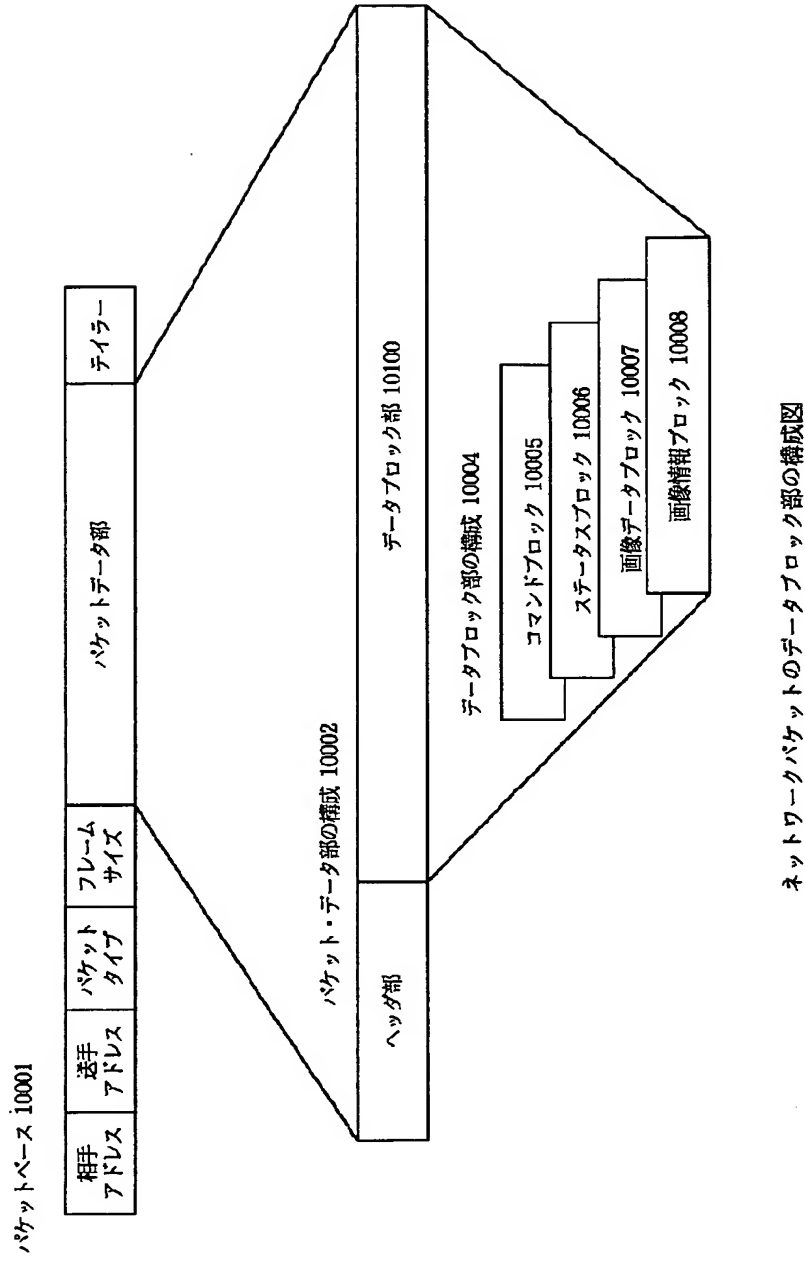 パケットベース 10001
相手
アドレス
送手
アドレス
パケット
タイプ
フレーム
サイズ
パケットデータ部
テイラー
パケット・データ部の構成 10002
ヘッダ部
データブロック部 10100
データブロック部の構成 10004
コマンドブロック 10005
ステータスブロック 10006
画像データブロック 10007
画像情報ブロック 10008
ネットワークパケットのデータブロック部の構成図